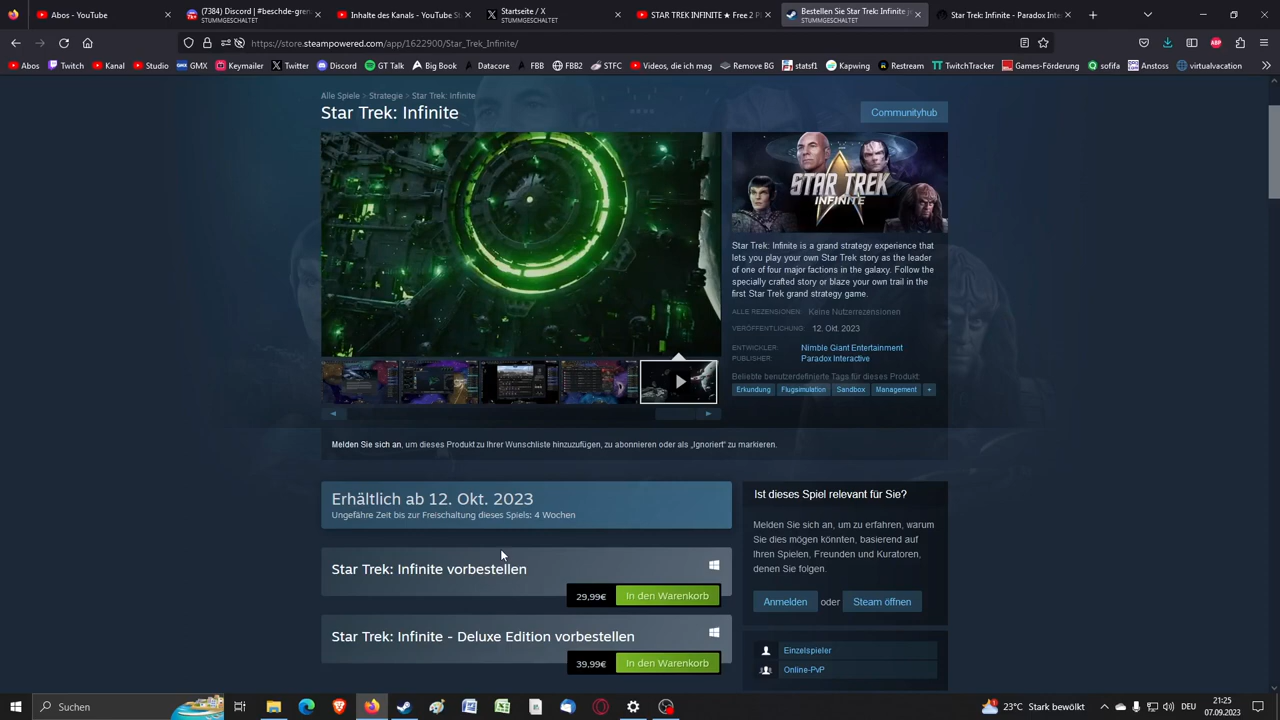 Abos - YouTube
(7384) Discord | #beschde-gren
STUMMGESCHALTET
Inhalte des Kanals - YouTube St
Startseite / X
STUMMGESCHALTET
STAR TREK INFINITE ★ Free 2 P
Bestellen Sie Star Trek: Infinite je
STUMMGESCHALTET
Star Trek: Infinite - Paradox Inte
https://store.steampowered.com/app/1622900/Star_Trek_Infinite/
ABP
Abos
Twitch
Kanal
Studio
GMX
Keymailer
Twitter
Discord
GT Talk
Big Book
Datacore
FBB
FBB2
STFC
Videos, die ich mag
Remove BG
statsf1
Kapwing
Restream
TwitchTracker
Games-Förderung
sofifa
Anstoss
virtualvacation
Alle Spiele > Strategie > Star Trek: Infinite
Star Trek: Infinite
Communityhub
STAR TREK
INFINITE
Star Trek: Infinite is a grand strategy experience that
lets you play your own Star Trek story as the leader
of one of four major factions in the galaxy. Follow the
specially crafted story or blaze your own trail in the
first Star Trek grand strategy game.
ALLE REZENSIONEN: Keine Nutzerrezensionen
VERÖFFENTLICHUNG: 12. Okt. 2023
ENTWICKLER: Nimble Giant Entertainment
PUBLISHER: Paradox Interactive
Beliebte benutzerdefinierte Tags für dieses Produkt:
Erkundung Flugsimulation Sandbox Management +
Melden Sie sich an, um dieses Produkt zu Ihrer Wunschliste hinzuzufügen, zu abonnieren oder als „Ignoriert" zu markieren.
Erhältlich ab 12. Okt. 2023
Ungefähre Zeit bis zur Freischaltung dieses Spiels: 4 Wochen
Star Trek: Infinite vorbestellen
29,99€ In den Warenkorb
Star Trek: Infinite - Deluxe Edition vorbestellen
39,99€ In den Warenkorb
Ist dieses Spiel relevant für Sie?
Melden Sie sich an, um zu erfahren, warum
Sie dies mögen könnten, basierend auf
Ihren Spielen, Freunden und Kuratoren,
denen Sie folgen.
Anmelden oder Steam öffnen
Einzelspieler
Online-PvP
Suchen
23°C Stark bewölkt
DEU
21:25
07.09.2023